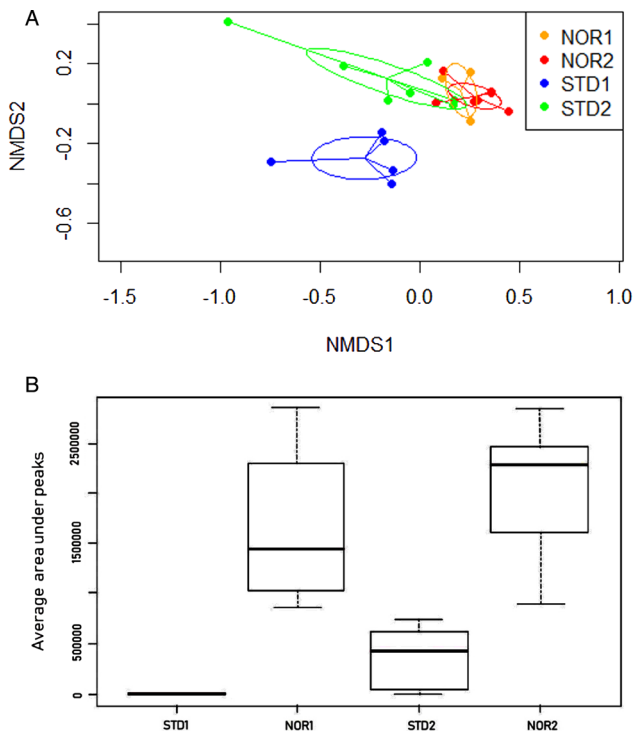 A
NOR1
NOR2
STD1
STD2
0.2
-0.2
-0.6
NMDS2
-1.5
-1.0
-0.5
0.0
0.5
1.0
NMDS1
B
2500000
1500000
500000
0
Average area under peaks
STD1
NOR1
STD2
NOR2